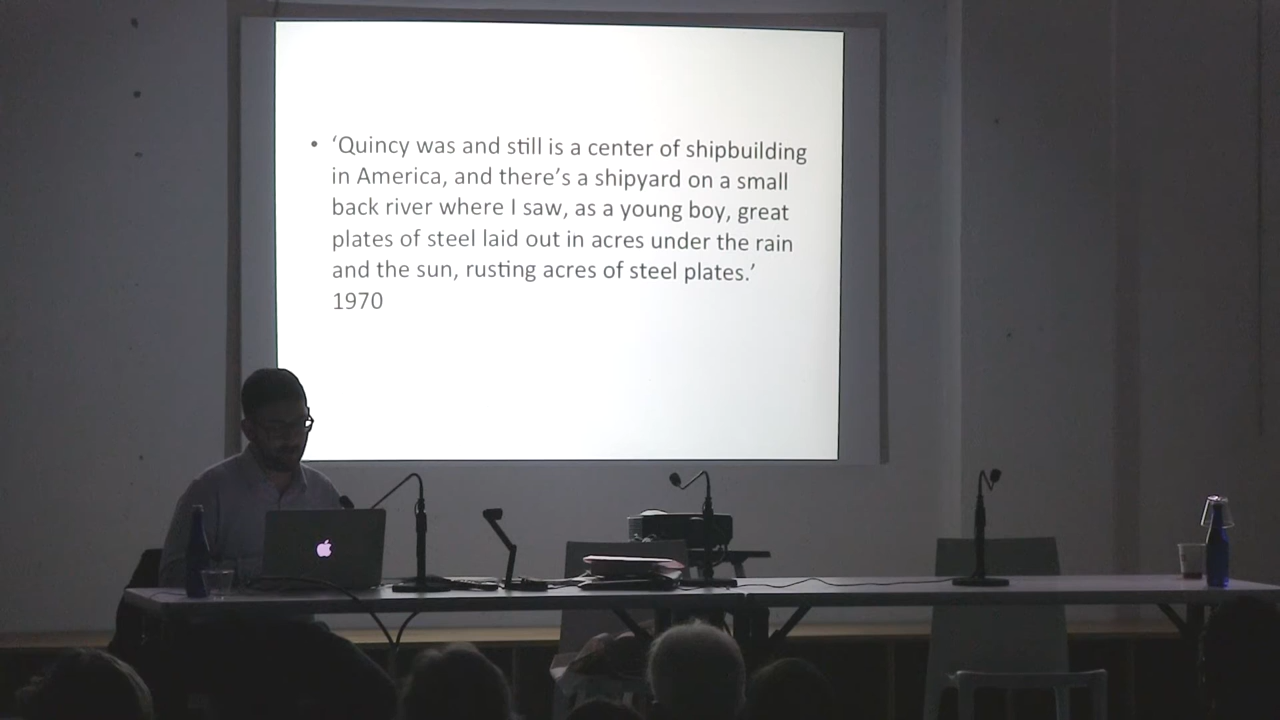 • ‘Quincy was and still is a center of shipbuilding
in America, and there’s a shipyard on a small
back river where I saw, as a young boy, great
plates of steel laid out in acres under the rain
and the sun, rusting acres of steel plates.’
1970